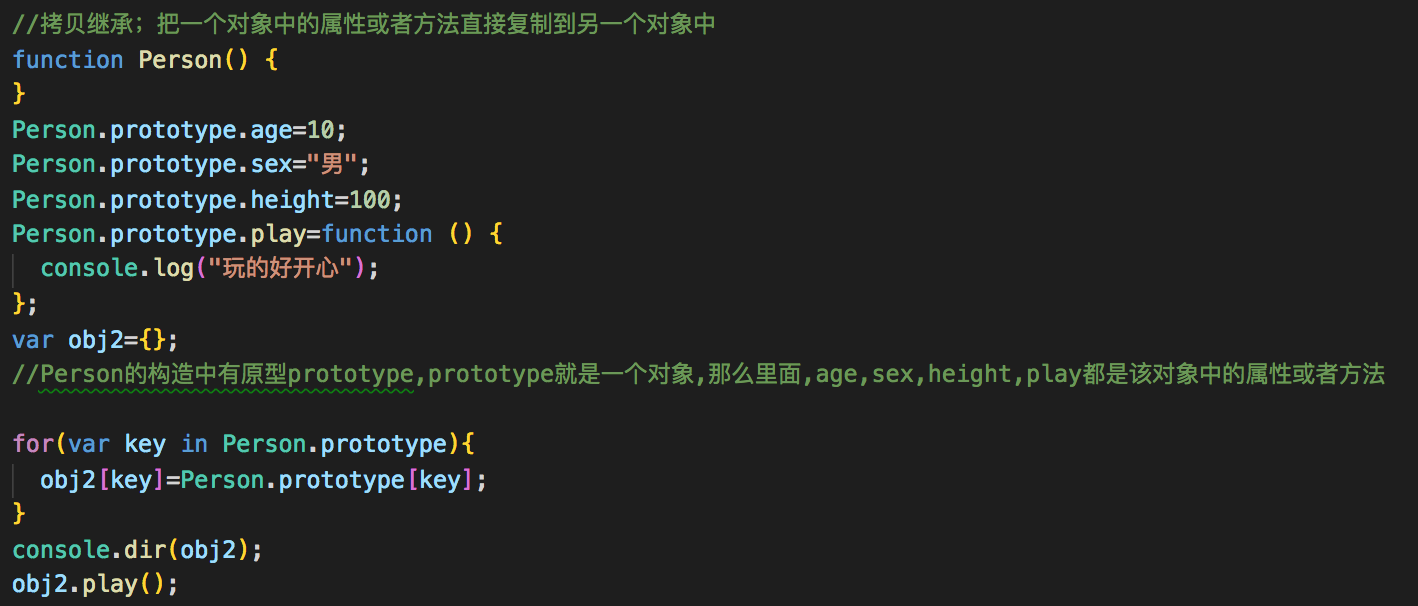 //拷贝继承；把一个对象中的属性或者方法直接复制到另一个对象中
function Person() {
}
Person.prototype.age=10;
Person.prototype.sex="男";
Person.prototype.height=100;
Person.prototype.play=function () {
  console.log("玩的好开心");
};
var obj2={};
//Person的构造中有原型prototype,prototype就是一个对象,那么里面,age,sex,height,play都是该对象中的属性或者方法
for(var key in Person.prototype){
  obj2[key]=Person.prototype[key];
}
console.dir(obj2);
obj2.play();